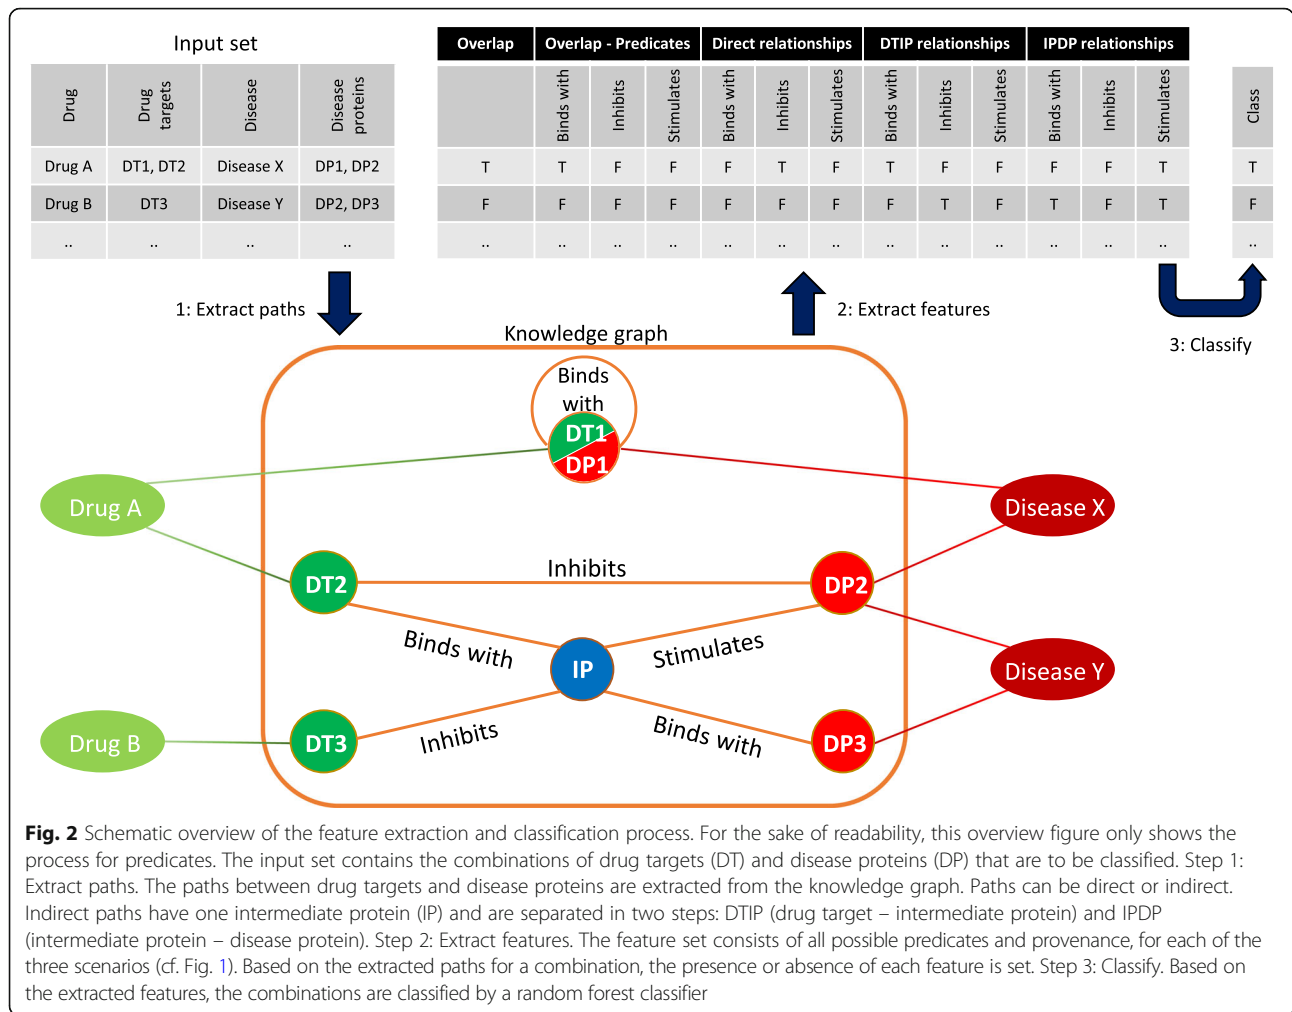 Input set
Drug
Drug targets
Disease
Disease proteins
Drug A DT1, DT2 Disease X DP1, DP2
Drug B DT3 Disease Y DP2, DP3
.. .. .. ..
Overlap Overlap - Predicates Direct relationships DTIP relationships IPDP relationships
Binds with Inhibits Stimulates Binds with Inhibits Stimulates Binds with Inhibits Stimulates Binds with Inhibits Stimulates Class
T T F F F T F T F F F F T T
F F F F F F F F T F T F T F
.. .. .. .. .. .. .. .. .. .. .. .. .. ..
1: Extract paths
2: Extract features
3: Classify
Knowledge graph
Binds
with
DT1
DP1
Drug A
Disease X
Inhibits
DT2
DP2
Binds with
Stimulates
IP
Disease Y
Drug B
DT3
Inhibits
Binds with
DP3
Fig. 2 Schematic overview of the feature extraction and classification process. For the sake of readability, this overview figure only shows the
process for predicates. The input set contains the combinations of drug targets (DT) and disease proteins (DP) that are to be classified. Step 1:
Extract paths. The paths between drug targets and disease proteins are extracted from the knowledge graph. Paths can be direct or indirect.
Indirect paths have one intermediate protein (IP) and are separated in two steps: DTIP (drug target – intermediate protein) and IPDP
(intermediate protein – disease protein). Step 2: Extract features. The feature set consists of all possible predicates and provenance, for each of the
three scenarios (cf. Fig. 1). Based on the extracted paths for a combination, the presence or absence of each feature is set. Step 3: Classify. Based on
the extracted features, the combinations are classified by a random forest classifier